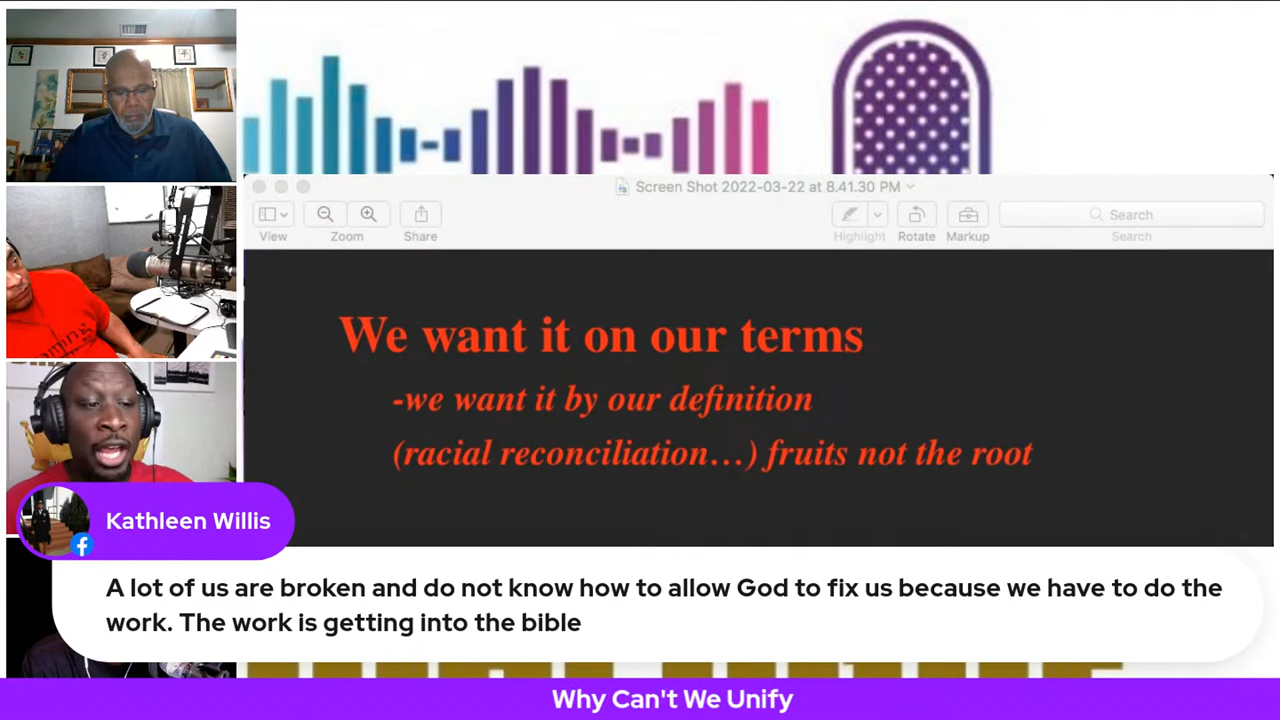 Screen Shot 2022-03-22 at 8.41.30 PM
View
Zoom
Share
Highlight
Rotate
Markup
Search
Search
We want it on our terms
-we want it by our definition
(racial reconciliation…) fruits not the root
Kathleen Willis
A lot of us are broken and do not know how to allow God to fix us because we have to do the
work. The work is getting into the bible
Why Can't We Unify